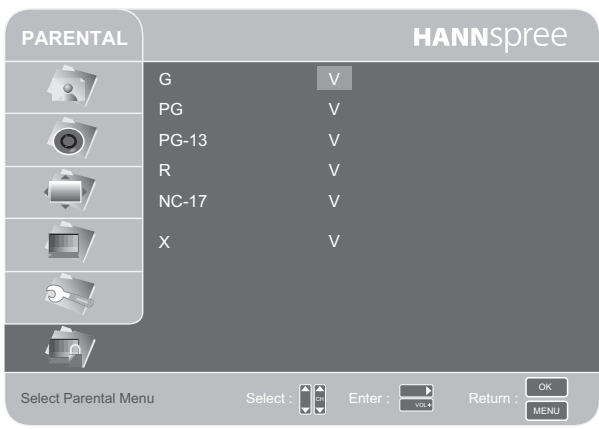 PARENTAL
HANNspree
G V
PG V
PG-13 V
R V
NC-17 V
X V
Select Parental Menu Select : CH Enter : VOL+ Return : OK MENU